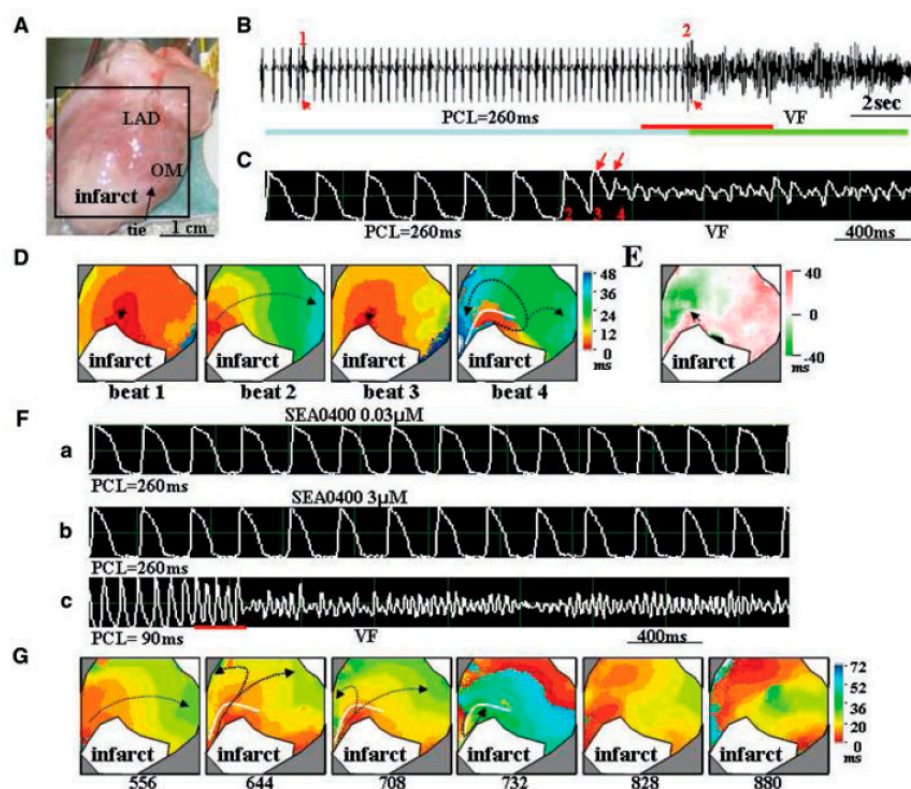 A
LAD
OM
infarct
tie
1 cm
B
1
2
2sec
PCL=260ms
VF
C
2
3
4
PCL=260ms
VF
400ms
D
infarct
infarct
infarct
infarct
beat 1
beat 2
beat 3
beat 4
48
36
24
12
0
ms
E
infarct
40
0
-40
ms
F
SEA0400 0.03µM
a
PCL=260ms
SEA0400 3µM
b
PCL=260ms
c
PCL= 90ms
VF
400ms
G
infarct
infarct
infarct
infarct
infarct
infarct
556
644
708
732
828
880
72
52
36
20
0
ms